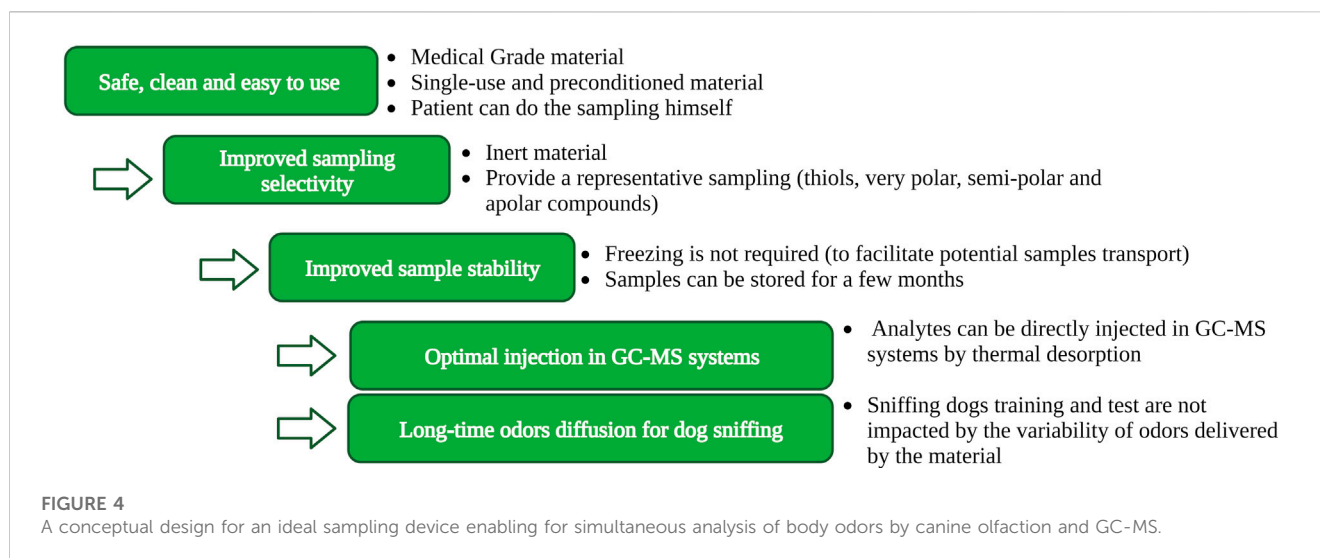 Safe, clean and easy to use
• Medical Grade material
• Single-use and preconditioned material
• Patient can do the sampling himself
Improved sampling
selectivity
• Inert material
• Provide a representative sampling (thiols, very polar, semi-polar and
apolar compounds)
Improved sample stability
• Freezing is not required (to facilitate potential samples transport)
• Samples can be stored for a few months
Optimal injection in GC-MS systems
• Analytes can be directly injected in GC-MS
systems by thermal desorption
Long-time odors diffusion for dog sniffing
• Sniffing dogs training and test are not
impacted by the variability of odors delivered
by the material
FIGURE 4
A conceptual design for an ideal sampling device enabling for simultaneous analysis of body odors by canine olfaction and GC-MS.